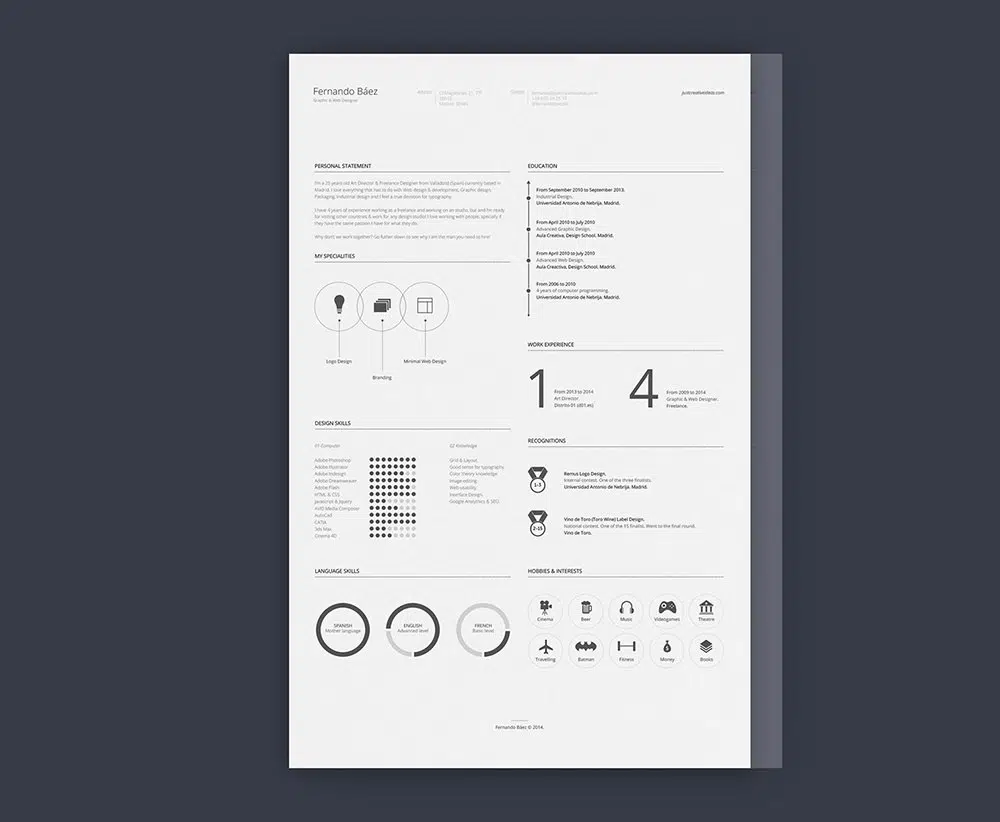 Fernando Báez
Graphic & Web Designer
justcreativeideas.com
PERSONAL STATEMENT
I'm a 25 years old Art Director & Freelance Designer from Valladolid (Spain) currently based in
Madrid. I love everything that has to do with Web design & development, Graphic design,
Packaging, Industrial design and I feel a true devotion for typography.
I have 4 years of experience working as a freelance and working on an studio, but and I'm ready
for visiting other countries & work for any design studio! I love working with people, specially if
they have the same passion I have for what they do.
Why don't we work together? Go further down to see why I am the man you need to hire!
MY SPECIALITIES
Logo Design
Minimal Web Design
Branding
DESIGN SKILLS
01 Computer
Adobe Photoshop
Adobe Illustrator
Adobe Indesign
Adobe Dreamweaver
Adobe Flash
HTML & CSS
Javascript & Jquery
AVID Media Composer
AutoCad
CATIA
3ds Max
Cinema 4D
02 Knowledge
Grid & Layout.
Good sense for typography.
Color theory knowledge.
Image editing.
Web usability.
Interface Design.
Google Analytics & SEO.
LANGUAGE SKILLS
SPANISH
Mother language
ENGLISH
Advanced level
FRENCH
Basic level
EDUCATION
From September 2010 to September 2013.
Industrial Design.
Universidad Antonio de Nebrija, Madrid.
From April 2010 to July 2010
Advanced Graphic Design.
Aula Creativa, Design School, Madrid.
From April 2010 to July 2010
Advanced Web Design.
Aula Creactiva, Design School, Madrid.
From 2006 to 2010
4 years of computer programming.
Universidad Antonio de Nebrija, Madrid.
WORK EXPERIENCE
1
From 2013 to 2014
Art Director.
Distrito 01 (d01.es)
4
From 2009 to 2014
Graphic & Web Designer.
Freelance.
RECOGNITIONS
1-3
Remus Logo Design.
Internal contest. One of the three finalists.
Universidad Antonio de Nebrija, Madrid.
2-15
Vino de Toro (Toro Wine) Label Design.
National contest. One of the 15 finalist. Went to the final round.
Vino de Toro.
HOBBIES & INTERESTS
Cinema
Beer
Music
Videogames
Theatre
Travelling
Batman
Fitness
Money
Books
Fernando Báez © 2014.